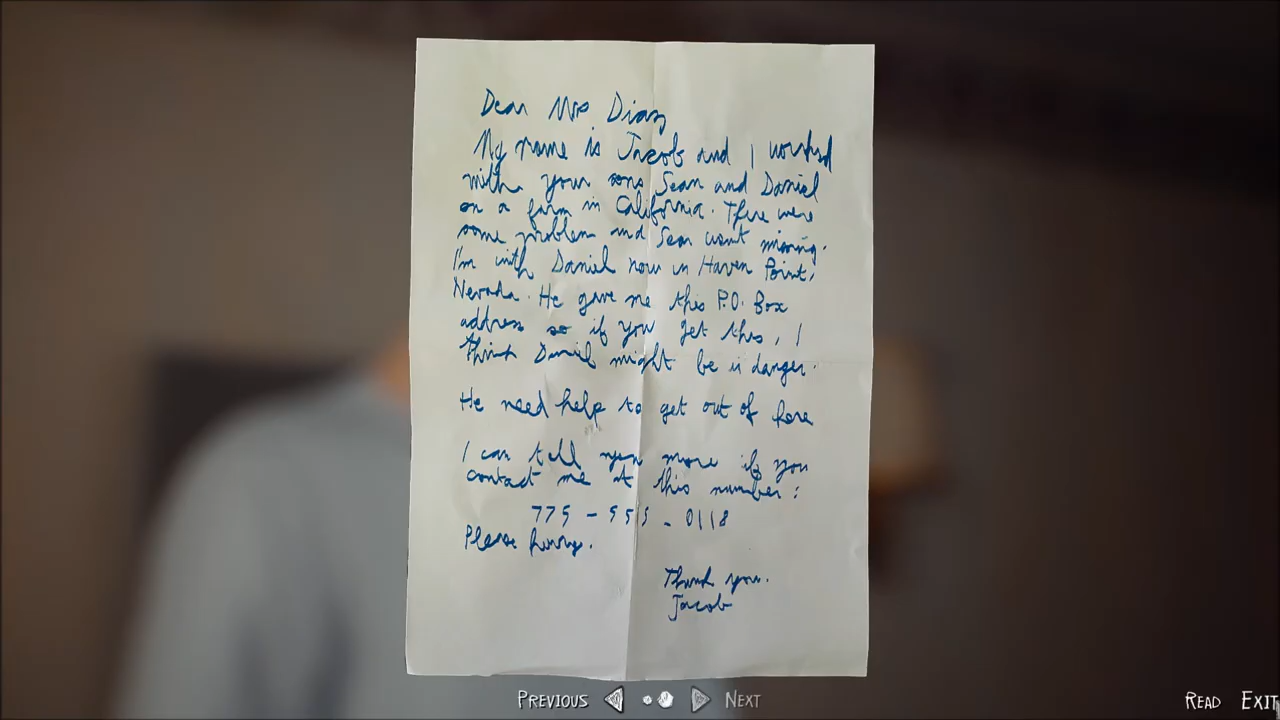 Dear Mrs Diaz
My name is Jacob and I worked
with your sons Sean and Daniel
on a farm in California. There were
some problem and Sean went missing.
I'm with Daniel now in Haven Point,
Nevada. He gave me this P.O. Box
address so if you get this, I
think Daniel might be in danger.
He need help to get out of here
I can tell you more if you
contact me at this number:
775-555-0118
Please hurry.
Thank you.
Jacob
PREVIOUS NEXT READ EXIT